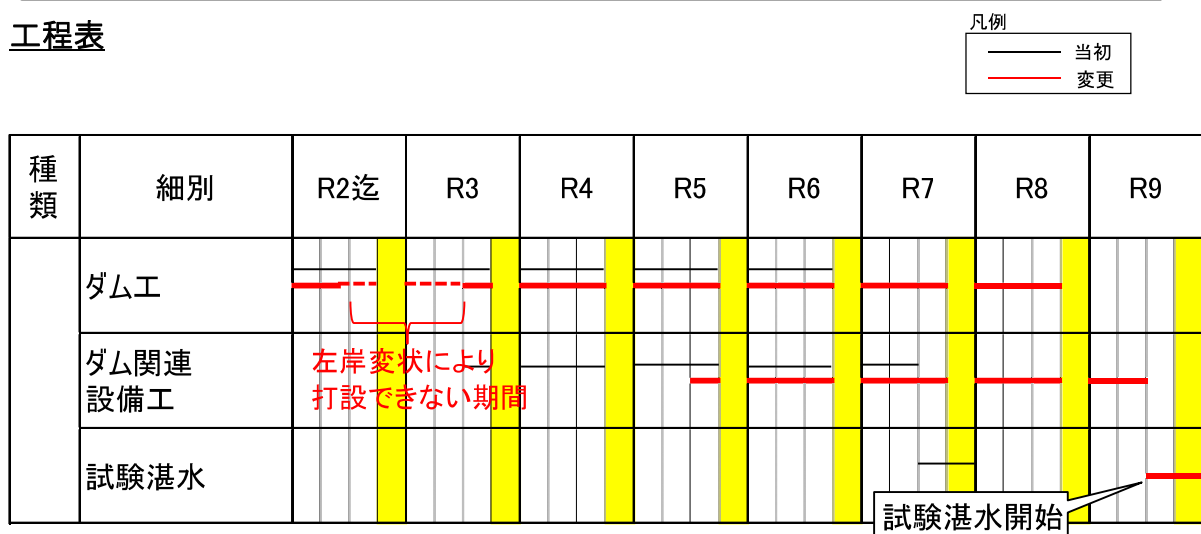 工程表
凡例
当初
変更
種類
細別
R2迄
R3
R4
R5
R6
R7
R8
R9
ダム工
ダム関連
設備工
左岸変状により
打設できない期間
試験湛水
試験湛水開始